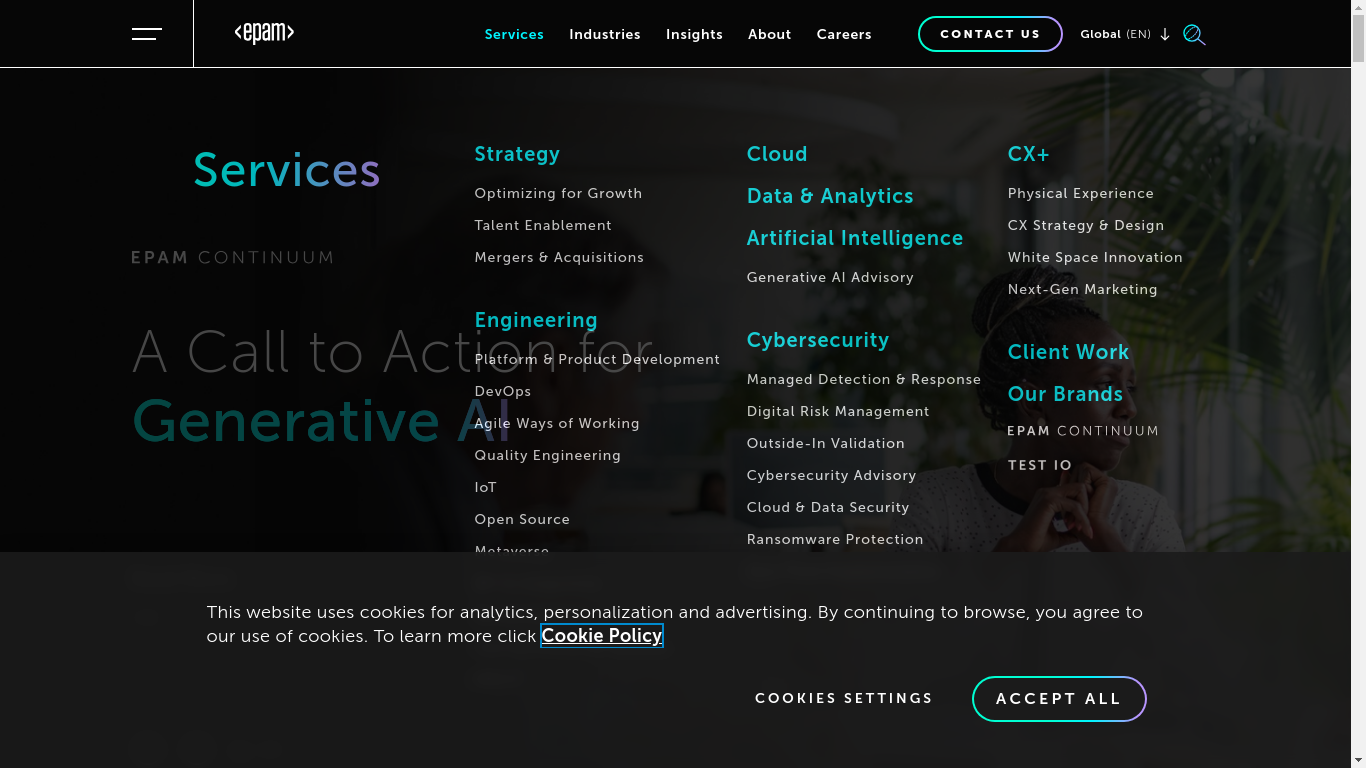 <epam>
Services
Industries
Insights
About
Careers
CONTACT US
Global (EN)
Services
EPAM CONTINUUM
A Call to Action for
Generative AI
Strategy
Optimizing for Growth
Talent Enablement
Mergers & Acquisitions
Engineering
Platform & Product Development
DevOps
Agile Ways of Working
Quality Engineering
IoT
Open Source
Metaverse
Cloud
Data & Analytics
Artificial Intelligence
Generative AI Advisory
Cybersecurity
Managed Detection & Response
Digital Risk Management
Outside-In Validation
Cybersecurity Advisory
Cloud & Data Security
Ransomware Protection
CX+
Physical Experience
CX Strategy & Design
White Space Innovation
Next-Gen Marketing
Client Work
Our Brands
EPAM CONTINUUM
TEST IO
This website uses cookies for analytics, personalization and advertising. By continuing to browse, you agree to
our use of cookies. To learn more click Cookie Policy
COOKIES SETTINGS
ACCEPT ALL